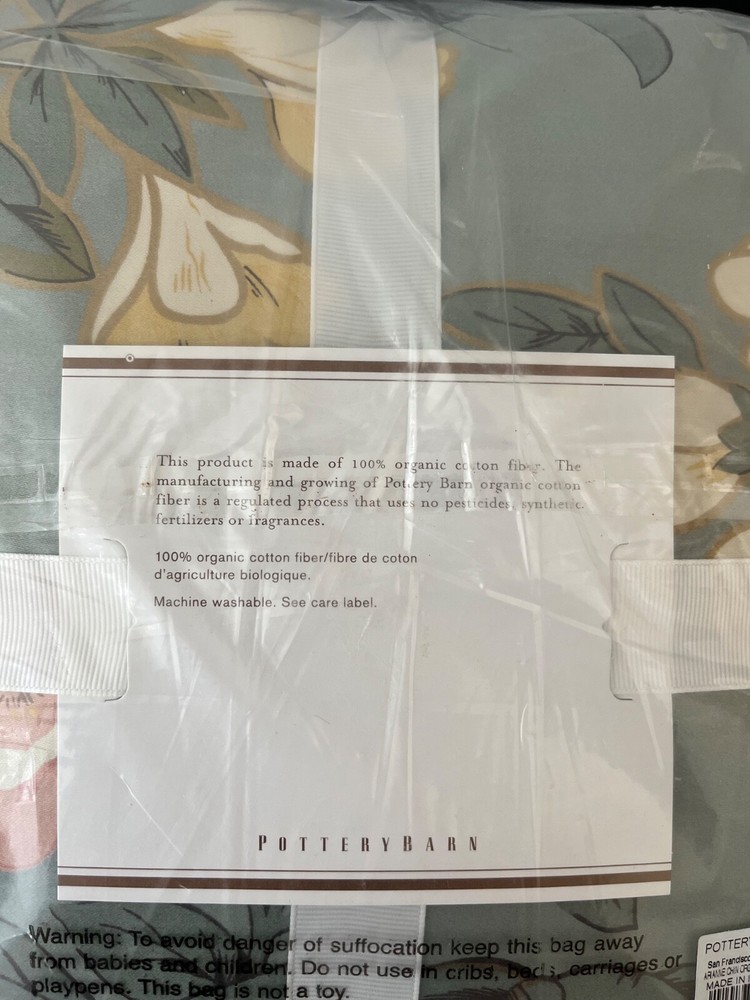 This product is made of 100% organic cotton fiber. The
manufacturing and growing of Pottery Barn organic cotton
fiber is a regulated process that uses no pesticides, synthetic
fertilizers or fragrances.
100% organic cotton fiber/fibre de coton
d'agriculture biologique.
Machine washable. See care label.
POTTERYBARN
Warning: To avoid danger of suffocation keep this bag away
from babies and children. Do not use in cribs, beds, carriages or
playpens. This bag is not a toy.
POTTERY
San Francisco
MADE IN